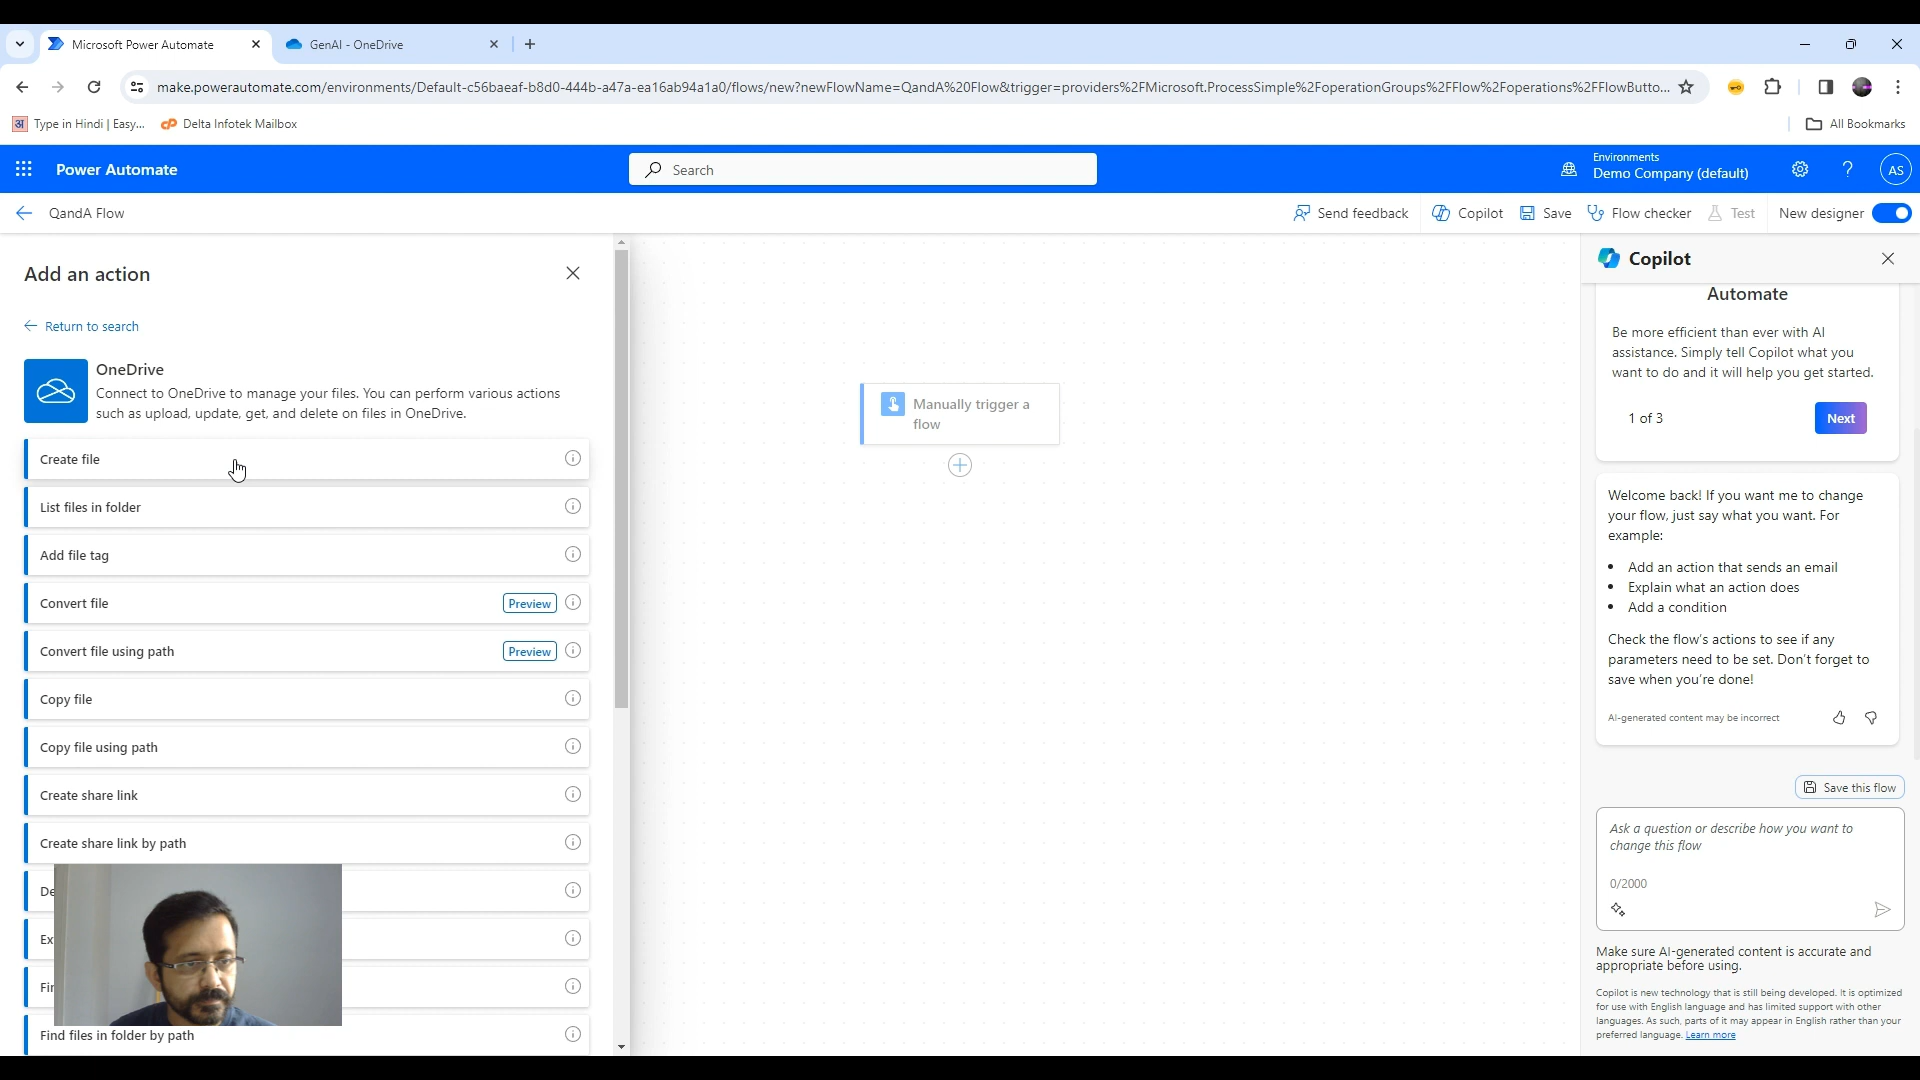 Microsoft Power Automate
GenAI - OneDrive
make.powerautomate.com/environments/Default-c56baeaf-b8d0-444b-a47a-ea16ab94a1a0/flows/new?newFlowName=QandA%20Flow&trigger=providers%2FMicrosoft.ProcessSimple%2FoperationGroups%2FFlow%2Foperations%2FFlowButto...
अ Type in Hindi | Easy...
Delta Infotek Mailbox
All Bookmarks
Power Automate
Search
Environments
Demo Company (default)
?
AS
QandA Flow
Send feedback
Copilot
Save
Flow checker
Test
New designer
Add an action
Return to search
OneDrive
Connect to OneDrive to manage your files. You can perform various actions
such as upload, update, get, and delete on files in OneDrive.
Create file
List files in folder
Add file tag
Convert file Preview
Convert file using path Preview
Copy file
Copy file using path
Create share link
Create share link by path
De
Ex
Fin
Find files in folder by path
Manually trigger a
flow
Copilot
Automate
Be more efficient than ever with AI
assistance. Simply tell Copilot what you
want to do and it will help you get started.
1 of 3
Next
Welcome back! If you want me to change
your flow, just say what you want. For
example:
• Add an action that sends an email
• Explain what an action does
• Add a condition
Check the flow's actions to see if any
parameters need to be set. Don't forget to
save when you're done!
AI-generated content may be incorrect
Save this flow
Ask a question or describe how you want to
change this flow
0/2000
Make sure AI-generated content is accurate and
appropriate before using.
Copilot is new technology that is still being developed. It is optimized
for use with English language and has limited support with other
languages. As such, parts of it may appear in English rather than your
preferred language. Learn more